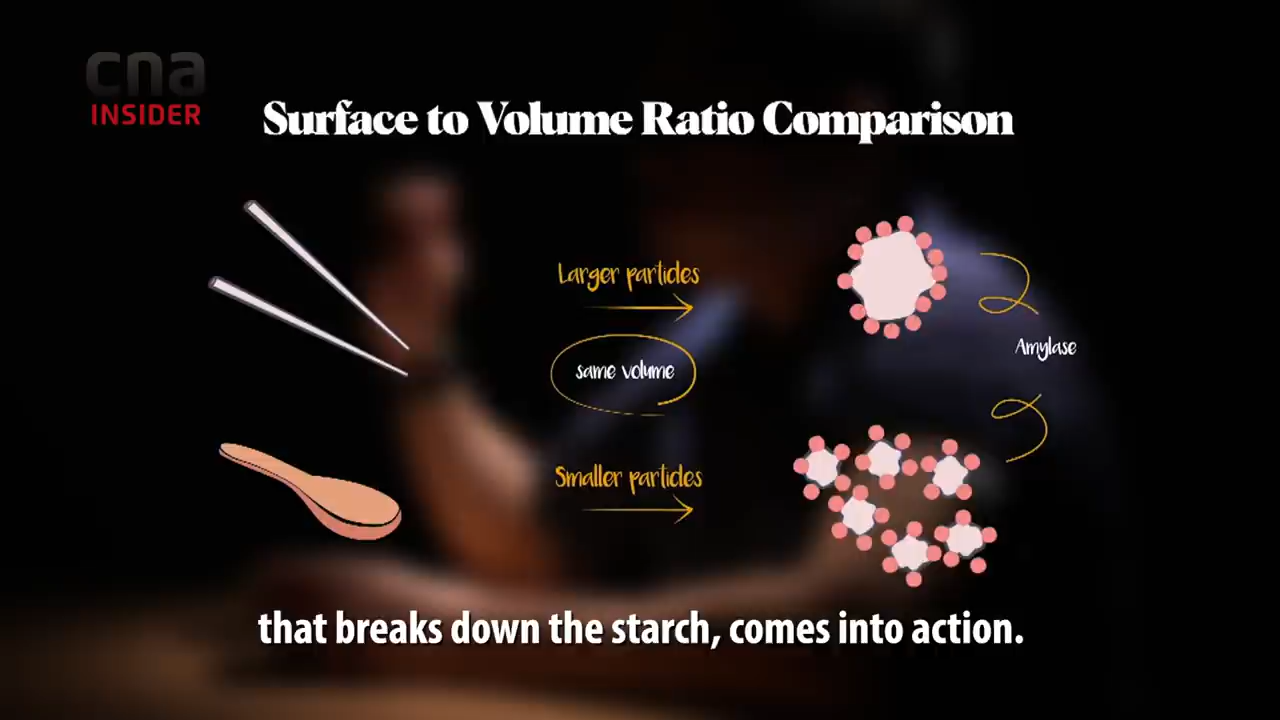 cna
INSIDER
Surface to Volume Ratio Comparison
Larger particles
same volume
Amylase
Smaller particles
that breaks down the starch, comes into action.